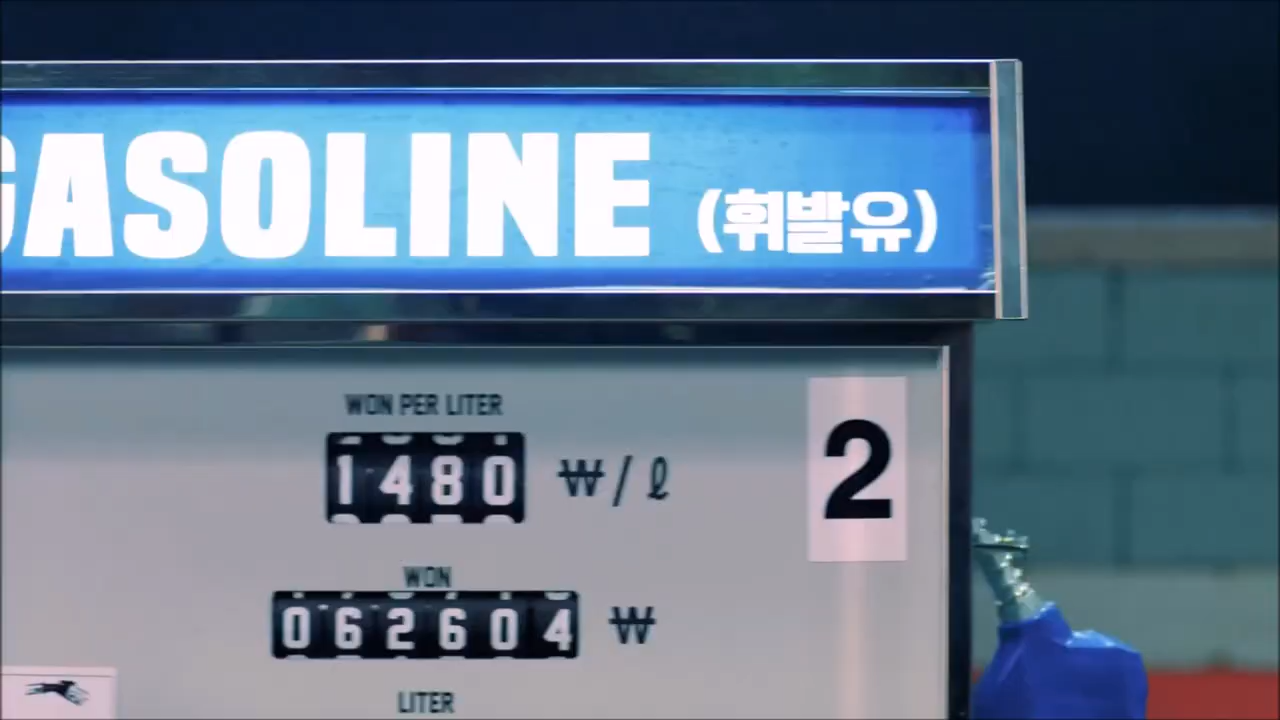 GASOLINE (휘발유)
WON PER LITER
1480 ₩/ℓ
2
WON
062604 ₩
LITER